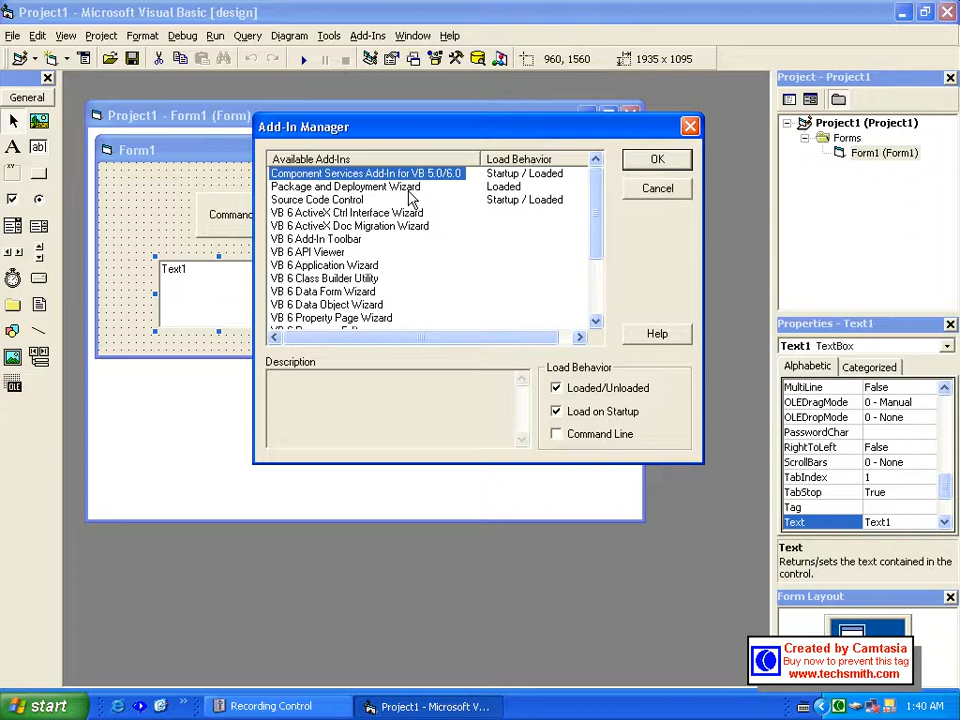 Project1 - Microsoft Visual Basic [design]
File Edit View Project Format Debug Run Query Diagram Tools Add-Ins Window Help
960, 1560
1935 x 1095
General
A
ab|
xv
OLE
Project1 - Form1 (Form)
Form1
Comman
Text1
Add-In Manager
Available Add-Ins Load Behavior
Component Services Add-In for VB 5.0/6.0 Startup / Loaded
Package and Deployment Wizard Loaded
Source Code Control Startup / Loaded
VB 6 ActiveX Ctrl Interface Wizard
VB 6 ActiveX Doc Migration Wizard
VB 6 Add-In Toolbar
VB 6 API Viewer
VB 6 Application Wizard
VB 6 Class Builder Utility
VB 6 Data Form Wizard
VB 6 Data Object Wizard
VB 6 Property Page Wizard
OK
Cancel
Help
Description
Load Behavior
Loaded/Unloaded
Load on Startup
Command Line
Project - Project1
Project1 (Project1)
Forms
Form1 (Form1)
Properties - Text1
Text1 TextBox
Alphabetic Categorized
MultiLine False
OLEDragMode 0 - Manual
OLEDropMode 0 - None
PasswordChar
RightToLeft False
ScrollBars 0 - None
TabIndex 1
TabStop True
Tag
Text Text1
Text
Returns/sets the text contained in the
control.
Form Layout
Created by Camtasia
Buy now to prevent this tag
www.techsmith.com
start
Recording Control
Project1 - Microsoft V...
1:40 AM